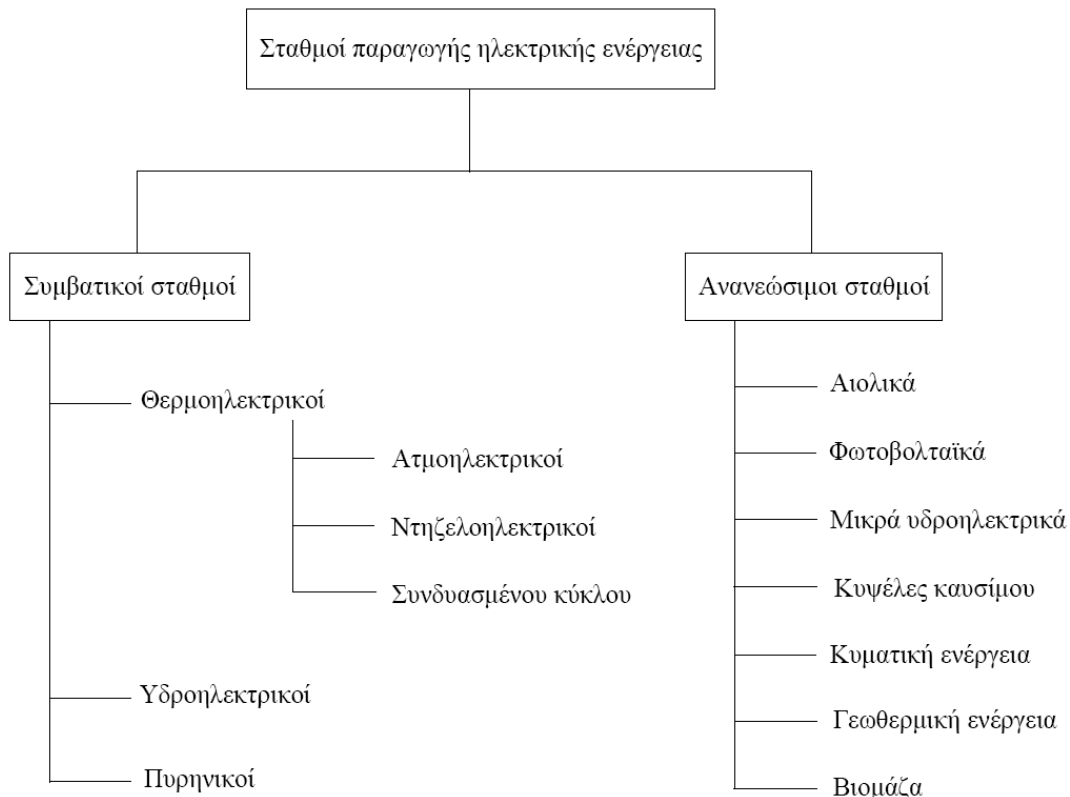 Σταθμοί παραγωγής ηλεκτρικής ενέργειας
Συμβατικοί σταθμοί
Θερμοηλεκτρικοί
Ατμοηλεκτρικοί
Ντηζελοηλεκτρικοί
Συνδυασμένου κύκλου
Υδροηλεκτρικοί
Πυρηνικοί
Ανανεώσιμοι σταθμοί
Αιολικά
Φωτοβολταϊκά
Μικρά υδροηλεκτρικά
Κυψέλες καυσίμου
Κυματική ενέργεια
Γεωθερμική ενέργεια
Βιομάζα